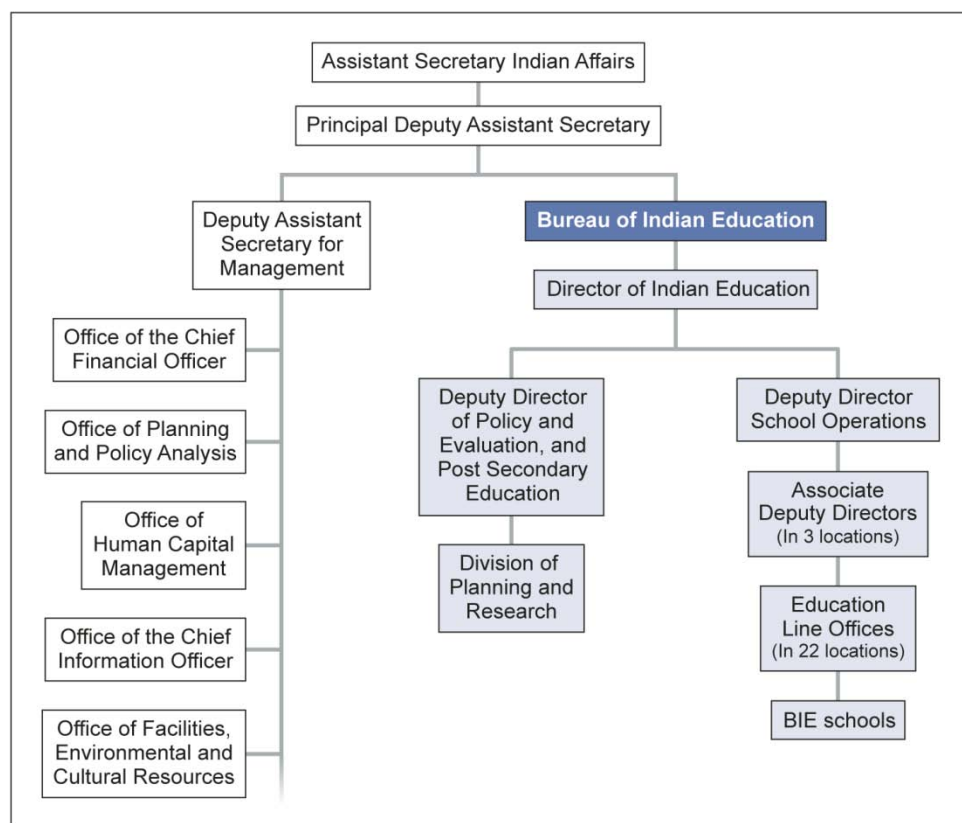 Assistant Secretary Indian Affairs
Principal Deputy Assistant Secretary
Deputy Assistant
Secretary for
Management
Office of the Chief
Financial Officer
Office of Planning
and Policy Analysis
Office of
Human Capital
Management
Office of the Chief
Information Officer
Office of Facilities,
Environmental and
Cultural Resources
Bureau of Indian Education
Director of Indian Education
Deputy Director
of Policy and
Evaluation, and
Post Secondary
Education
Division of
Planning and
Research
Deputy Director
School Operations
Associate
Deputy Directors
(In 3 locations)
Education
Line Offices
(In 22 locations)
BIE schools